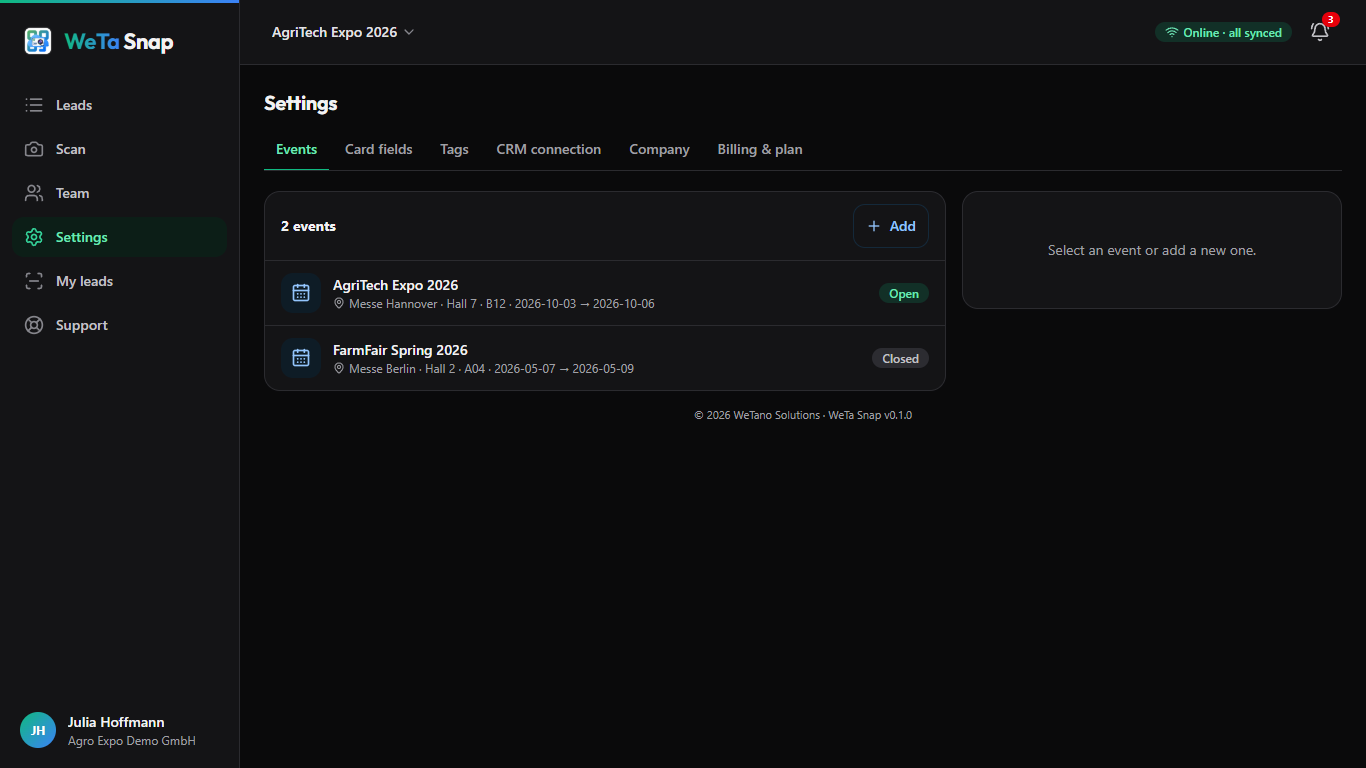 WeTa Snap
AgriTech Expo 2026
Online · all synced
3
Leads
Scan
Team
Settings
My leads
Support
Settings
Events
Card fields
Tags
CRM connection
Company
Billing & plan
2 events
Add
AgriTech Expo 2026
Messe Hannover · Hall 7 · B12 · 2026-10-03 → 2026-10-06
Open
FarmFair Spring 2026
Messe Berlin · Hall 2 · A04 · 2026-05-07 → 2026-05-09
Closed
Select an event or add a new one.
© 2026 WeTano Solutions · WeTa Snap v0.1.0
JH
Julia Hoffmann
Agro Expo Demo GmbH